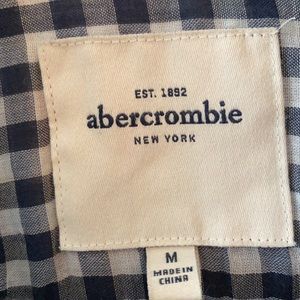 EST. 1892
abercrombie
NEW YORK
M
MADE IN
CHINA